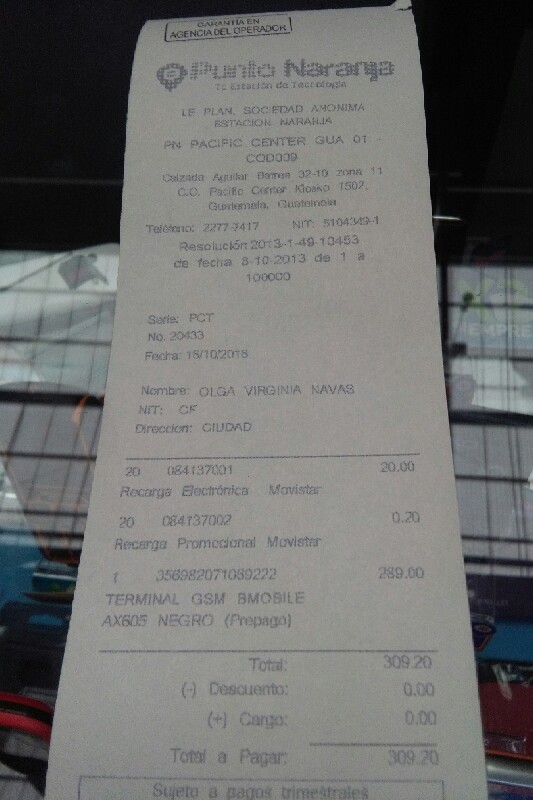 GARANTIA EN
AGENCIA DEL OPERADOR
Punto Naranja
Tu Estación de Tecnología
LE PLAN, SOCIEDAD ANONIMA
ESTACION NARANJA
PN PACIFIC CENTER GUA 01 -
COD009
Calzada Aguilar Batres 32-10 zona 11
C.C. Pacific Center Kiosko 1507,
Guatemala, Guatemala
Teléfono: 2277-7417 NIT: 5104349-1
Resolución 2013-1-49-10453
de fecha 8-10-2013 de 1 a
100000
Serie: PCT
No. 20433
Fecha: 16/10/2016
Nombre: OLGA VIRGINIA NAVAS
NIT: CF
Direccion: CIUDAD
20 084137001 20.00
Recarga Electrónica Movistar
20 084137002 0.20
Recarga Promocional Movistar
1 356982071089222 289.00
TERMINAL GSM BMOBILE
AX605 NEGRO (Prepago)
Total: 309.20
(-) Descuento: 0.00
(+) Cargo: 0.00
Total a Pagar: 309.20
Sujeto a pagos trimestrales
EMPRE